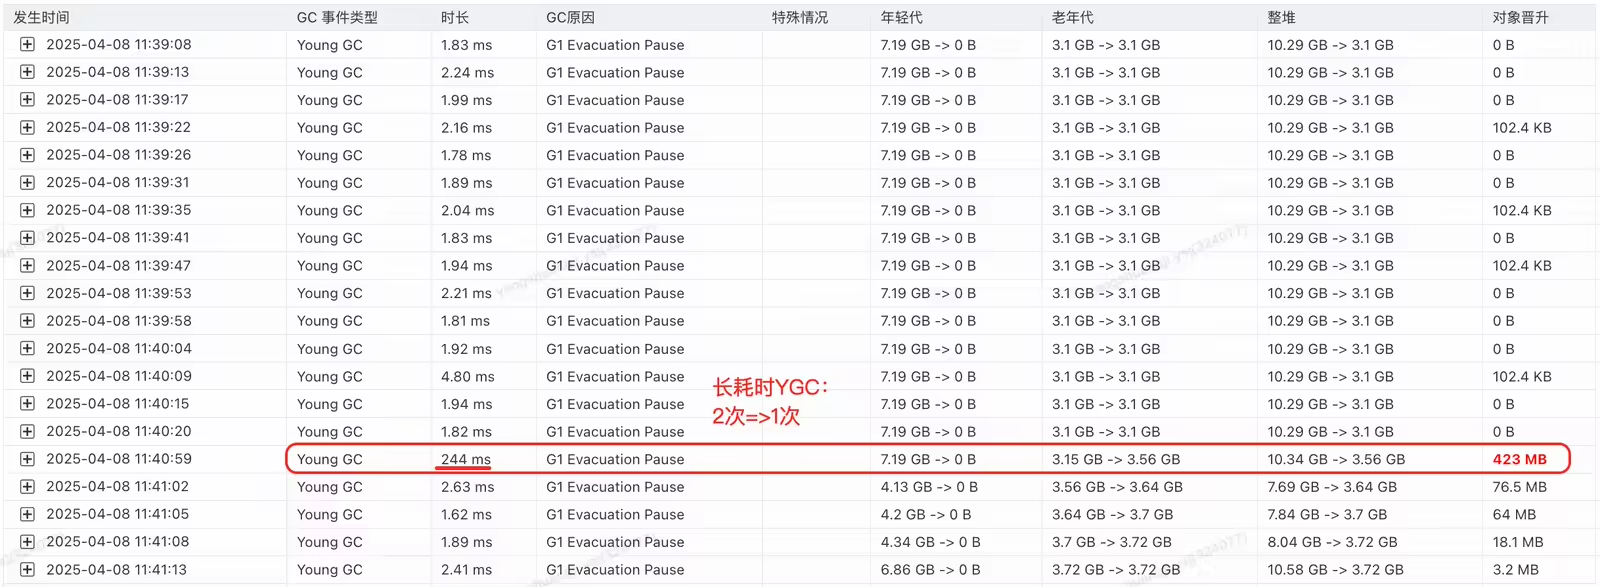 发生时间 GC 事件类型 时长 GC原因 特殊情况 年轻代 老年代 整堆 对象晋升
2025-04-08 11:39:08 Young GC 1.83 ms G1 Evacuation Pause 7.19 GB -> 0 B 3.1 GB -> 3.1 GB 10.29 GB -> 3.1 GB 0 B
2025-04-08 11:39:13 Young GC 2.24 ms G1 Evacuation Pause 7.19 GB -> 0 B 3.1 GB -> 3.1 GB 10.29 GB -> 3.1 GB 0 B
2025-04-08 11:39:17 Young GC 1.99 ms G1 Evacuation Pause 7.19 GB -> 0 B 3.1 GB -> 3.1 GB 10.29 GB -> 3.1 GB 0 B
2025-04-08 11:39:22 Young GC 2.16 ms G1 Evacuation Pause 7.19 GB -> 0 B 3.1 GB -> 3.1 GB 10.29 GB -> 3.1 GB 102.4 KB
2025-04-08 11:39:26 Young GC 1.78 ms G1 Evacuation Pause 7.19 GB -> 0 B 3.1 GB -> 3.1 GB 10.29 GB -> 3.1 GB 0 B
2025-04-08 11:39:31 Young GC 1.89 ms G1 Evacuation Pause 7.19 GB -> 0 B 3.1 GB -> 3.1 GB 10.29 GB -> 3.1 GB 0 B
2025-04-08 11:39:35 Young GC 2.04 ms G1 Evacuation Pause 7.19 GB -> 0 B 3.1 GB -> 3.1 GB 10.29 GB -> 3.1 GB 102.4 KB
2025-04-08 11:39:41 Young GC 1.83 ms G1 Evacuation Pause 7.19 GB -> 0 B 3.1 GB -> 3.1 GB 10.29 GB -> 3.1 GB 0 B
2025-04-08 11:39:47 Young GC 1.94 ms G1 Evacuation Pause 7.19 GB -> 0 B 3.1 GB -> 3.1 GB 10.29 GB -> 3.1 GB 102.4 KB
2025-04-08 11:39:53 Young GC 2.21 ms G1 Evacuation Pause 7.19 GB -> 0 B 3.1 GB -> 3.1 GB 10.29 GB -> 3.1 GB 0 B
2025-04-08 11:39:58 Young GC 1.81 ms G1 Evacuation Pause 7.19 GB -> 0 B 3.1 GB -> 3.1 GB 10.29 GB -> 3.1 GB 0 B
2025-04-08 11:40:04 Young GC 1.92 ms G1 Evacuation Pause 7.19 GB -> 0 B 3.1 GB -> 3.1 GB 10.29 GB -> 3.1 GB 0 B
2025-04-08 11:40:09 Young GC 4.80 ms G1 Evacuation Pause 7.19 GB -> 0 B 3.1 GB -> 3.1 GB 10.29 GB -> 3.1 GB 102.4 KB
长耗时YGC：
2025-04-08 11:40:15 Young GC 1.94 ms G1 Evacuation Pause 7.19 GB -> 0 B 3.1 GB -> 3.1 GB 10.29 GB -> 3.1 GB 0 B
2次=>1次
2025-04-08 11:40:20 Young GC 1.82 ms G1 Evacuation Pause 7.19 GB -> 0 B 3.1 GB -> 3.1 GB 10.29 GB -> 3.1 GB 0 B
2025-04-08 11:40:59 Young GC 244 ms G1 Evacuation Pause 7.19 GB -> 0 B 3.15 GB -> 3.56 GB 10.34 GB -> 3.56 GB 423 MB
2025-04-08 11:41:02 Young GC 2.63 ms G1 Evacuation Pause 4.13 GB -> 0 B 3.56 GB -> 3.64 GB 7.69 GB -> 3.64 GB 76.5 MB
2025-04-08 11:41:05 Young GC 1.62 ms G1 Evacuation Pause 4.2 GB -> 0 B 3.64 GB -> 3.7 GB 7.84 GB -> 3.7 GB 64 MB
2025-04-08 11:41:08 Young GC 1.89 ms G1 Evacuation Pause 4.34 GB -> 0 B 3.7 GB -> 3.72 GB 8.04 GB -> 3.72 GB 18.1 MB
2025-04-08 11:41:13 Young GC 2.41 ms G1 Evacuation Pause 6.86 GB -> 0 B 3.72 GB -> 3.72 GB 10.58 GB -> 3.72 GB 3.2 MB